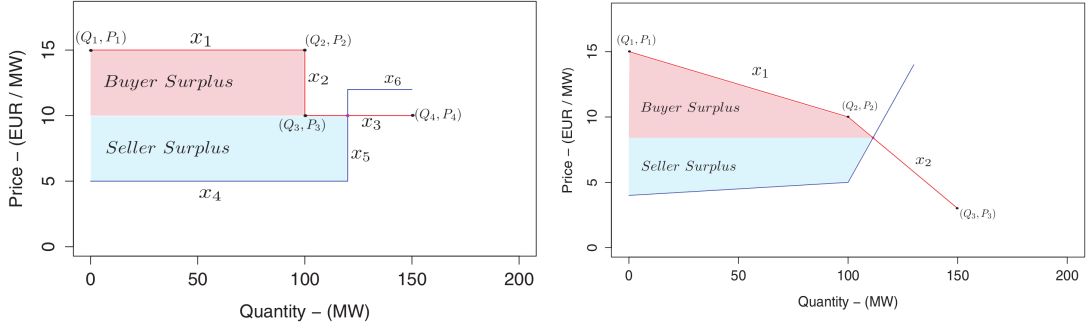 (Q1, P1)
x1
(Q2, P2)
Buyer Surplus
x2
x6
(Q3, P3)
x3
(Q4, P4)
Seller Surplus
x5
x4
0
5
10
15
0
50
100
150
200
Price – (EUR / MW)
Quantity – (MW)
(Q1, P1)
x1
Buyer Surplus
(Q2, P2)
Seller Surplus
x2
(Q3, P3)
0
5
10
15
0
50
100
150
200
Price – (EUR / MW)
Quantity – (MW)